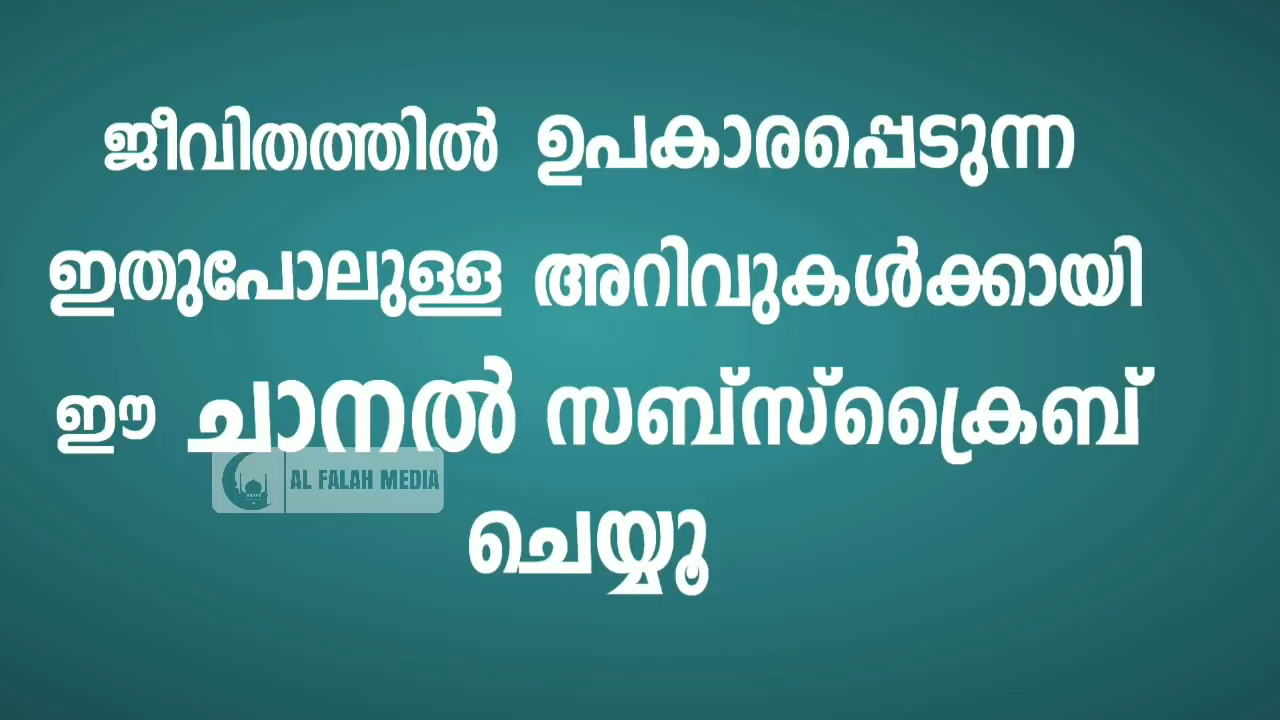 ജീവിതത്തിൽ ഉപകാരപ്പെടുന്ന
ഇതുപോലുള്ള അറിവുകൾക്കായി
ഈ ചാനൽ സബ്സ്ക്രൈബ്
AL FALAH MEDIA
ചെയ്യൂ